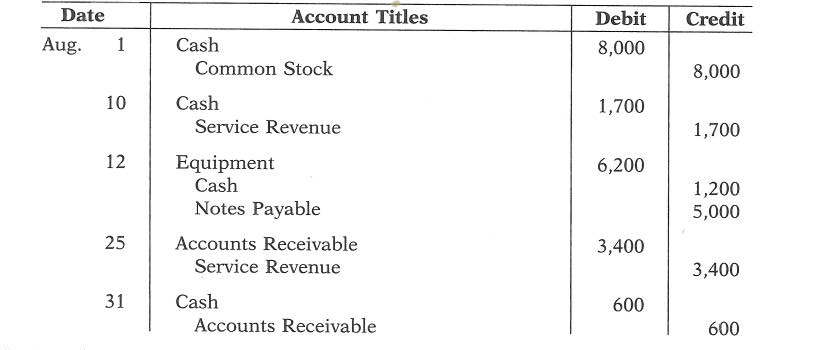 Date Account Titles Debit Credit
Aug. 1 Cash 8,000
Common Stock 8,000
10 Cash 1,700
Service Revenue 1,700
12 Equipment 6,200
Cash 1,200
Notes Payable 5,000
25 Accounts Receivable 3,400
Service Revenue 3,400
31 Cash 600
Accounts Receivable 600